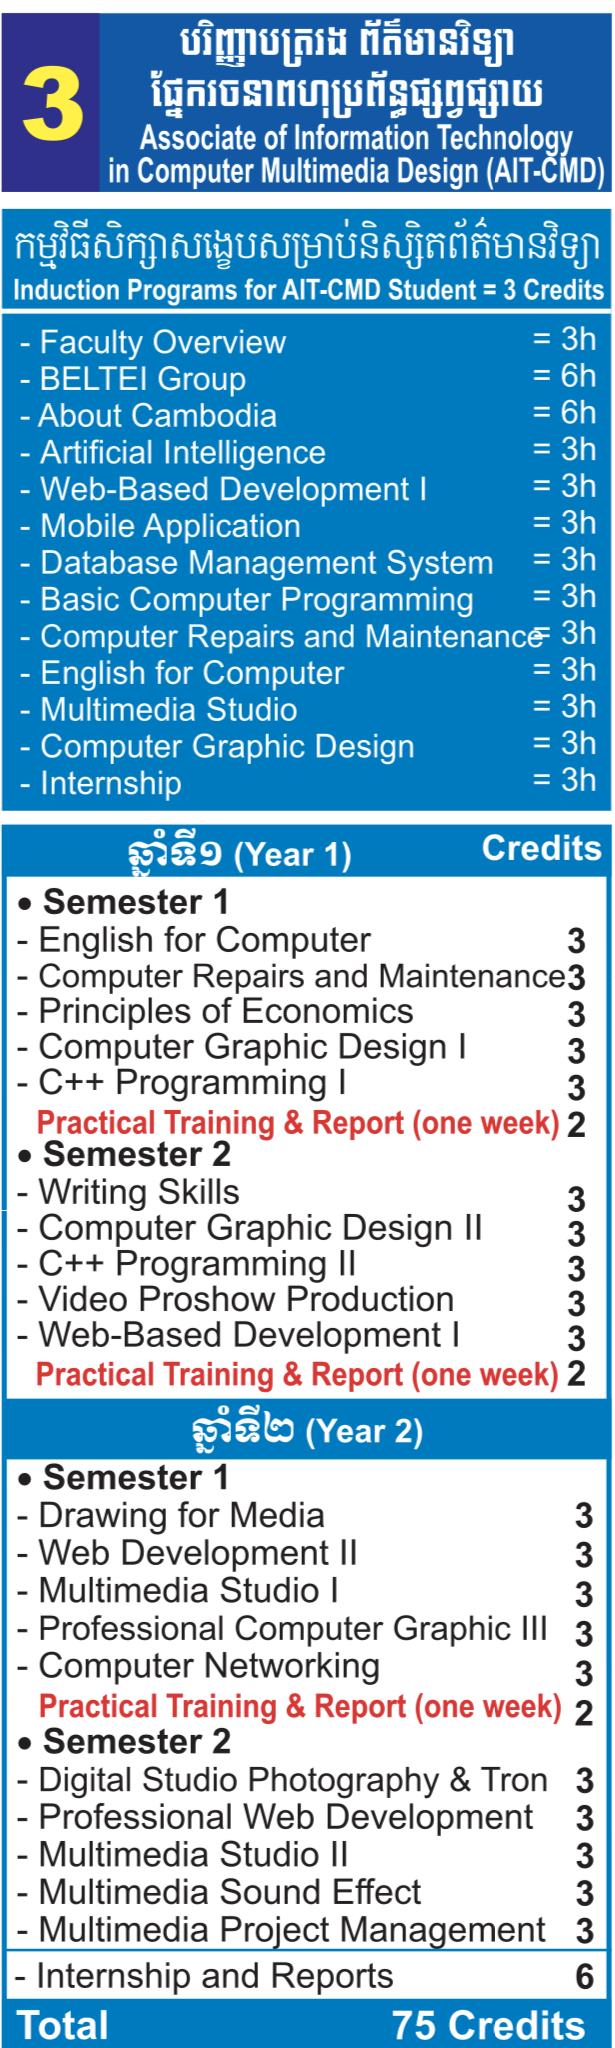 3
បរិញ្ញាបត្ររង ព័ត៌មានវិទ្យា
ផ្នែករចនាពហុប្រព័ន្ធផ្សព្វផ្សាយ
Associate of Information Technology
in Computer Multimedia Design (AIT-CMD)
កម្មវិធីសិក្សាសង្ខេបសម្រាប់និស្សិតព័ត៌មានវិទ្យា
Induction Programs for AIT-CMD Student = 3 Credits
- Faculty Overview = 3h
- BELTEI Group = 6h
- About Cambodia = 6h
- Artificial Intelligence = 3h
- Web-Based Development I = 3h
- Mobile Application = 3h
- Database Management System = 3h
- Basic Computer Programming = 3h
- Computer Repairs and Maintenance = 3h
- English for Computer = 3h
- Multimedia Studio = 3h
- Computer Graphic Design = 3h
- Internship = 3h
ឆ្នាំទី១ (Year 1) Credits
• Semester 1
- English for Computer 3
- Computer Repairs and Maintenance 3
- Principles of Economics 3
- Computer Graphic Design I 3
- C++ Programming I 3
Practical Training & Report (one week) 2
• Semester 2
- Writing Skills 3
- Computer Graphic Design II 3
- C++ Programming II 3
- Video Proshow Production 3
- Web-Based Development I 3
Practical Training & Report (one week) 2
ឆ្នាំទី២ (Year 2)
• Semester 1
- Drawing for Media 3
- Web Development II 3
- Multimedia Studio I 3
- Professional Computer Graphic III 3
- Computer Networking 3
Practical Training & Report (one week) 2
• Semester 2
- Digital Studio Photography & Tron 3
- Professional Web Development 3
- Multimedia Studio II 3
- Multimedia Sound Effect 3
- Multimedia Project Management 3
- Internship and Reports 6
Total 75 Credits